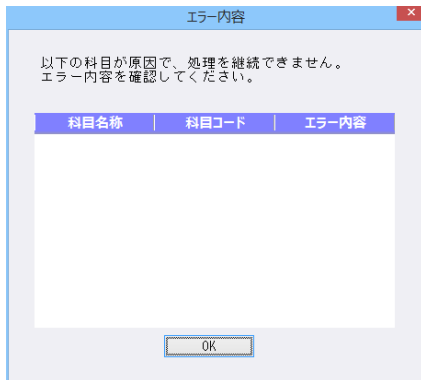 エラー内容
以下の科目が原因で、処理を継続できません。
エラー内容を確認してください。
科目名称 科目コード エラー内容
OK